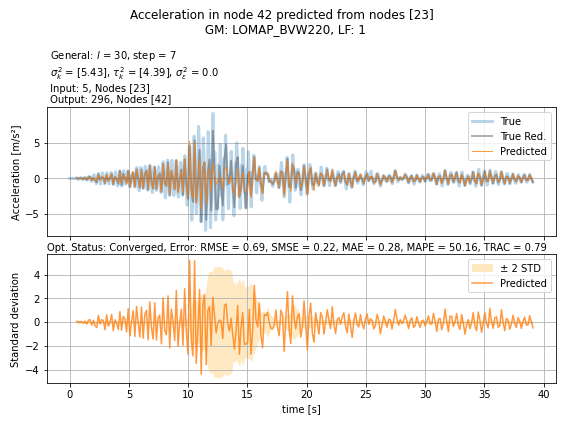 Acceleration in node 42 predicted from nodes [23]
GM: LOMAP_BVW220, LF: 1
General: l = 30, step = 7
σ²ₖ = [5.43], τ²ₖ = [4.39], σ²ε = 0.0
Input: 5, Nodes [23]
Output: 296, Nodes [42]
Acceleration [m/s²]
5
0
−5
True
True Red.
Predicted
Opt. Status: Converged, Error: RMSE = 0.69, SMSE = 0.22, MAE = 0.28, MAPE = 50.16, TRAC = 0.79
Standard deviation
4
2
0
−2
−4
± 2 STD
Predicted
0 5 10 15 20 25 30 35 40
time [s]